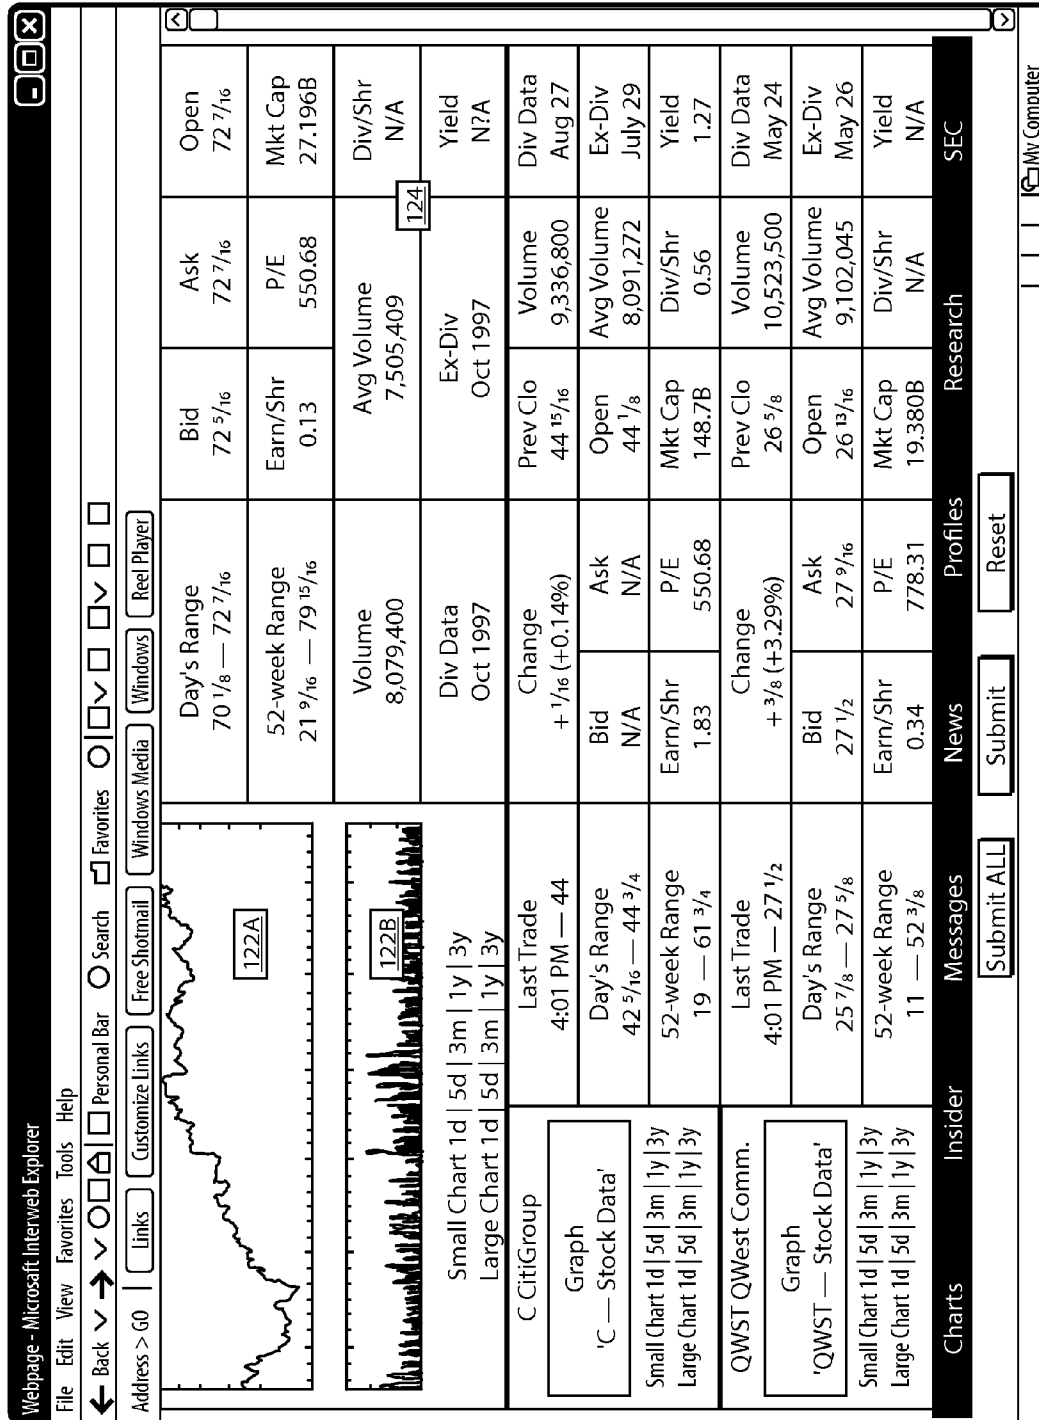 Webpage - Microsaft Interweb Explorer
File Edit View Favorites Tools Help
Back Personal Bar Search Favorites
Address > G0 Links Customize Links Free Shotmail Windows Media Windows Reel Player
122A
122B
Small Chart 1d | 5d | 3m | 1y | 3y
Large Chart 1d | 5d | 3m | 1y | 3y
Day's Range Bid Ask Open
70 1/8 — 72 7/16 72 5/16 72 7/16 72 7/16
52-week Range Earn/Shr P/E Mkt Cap
21 9/16 — 79 15/16 0.13 550.68 27.196B
Volume Avg Volume Div/Shr
8,079,400 7,505,409 N/A
124
Div Data Ex-Div Yield
Oct 1997 Oct 1997 N?A
C CitiGroup Last Trade Change Prev Clo Volume Div Data
4:01 PM — 44 + 1/16 (+0.14%) 44 15/16 9,336,800 Aug 27
Graph Day's Range Bid Ask Open Avg Volume Ex-Div
'C — Stock Data' 42 5/16 — 44 3/4 N/A N/A 44 1/8 8,091,272 July 29
Small Chart 1d | 5d | 3m | 1y | 3y 52-week Range Earn/Shr P/E Mkt Cap Div/Shr Yield
Large Chart 1d | 5d | 3m | 1y | 3y 19 — 61 3/4 1.83 550.68 148.7B 0.56 1.27
QWST QWest Comm. Last Trade Change Prev Clo Volume Div Data
4:01 PM — 27 1/2 + 3/8 (+3.29%) 26 5/8 10,523,500 May 24
Graph Day's Range Bid Ask Open Avg Volume Ex-Div
'QWST — Stock Data' 25 7/8 — 27 5/8 27 1/2 27 9/16 26 13/16 9,102,045 May 26
Small Chart 1d | 5d | 3m | 1y | 3y 52-week Range Earn/Shr P/E Mkt Cap Div/Shr Yield
Large Chart 1d | 5d | 3m | 1y | 3y 11 — 52 3/8 0.34 778.31 19.380B N/A N/A
Charts Insider Messages News Profiles Research SEC
Submit ALL Submit Reset
My Computer